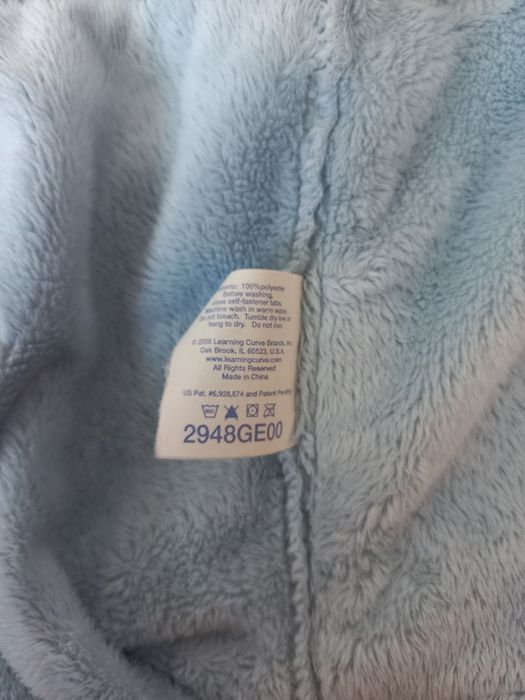 100% polyester
Before washing,
close self-fastener tabs.
Machine wash in warm water.
Do not bleach. Tumble dry low or
hang to dry. Do not iron.
© 2008 Learning Curve Brands, Inc.
Oak Brook, IL 60523, U.S.A.
www.learningcurve.com
All Rights Reserved
Made in China
US Pat. #6,928,674 and Patent Pending
2948GE00